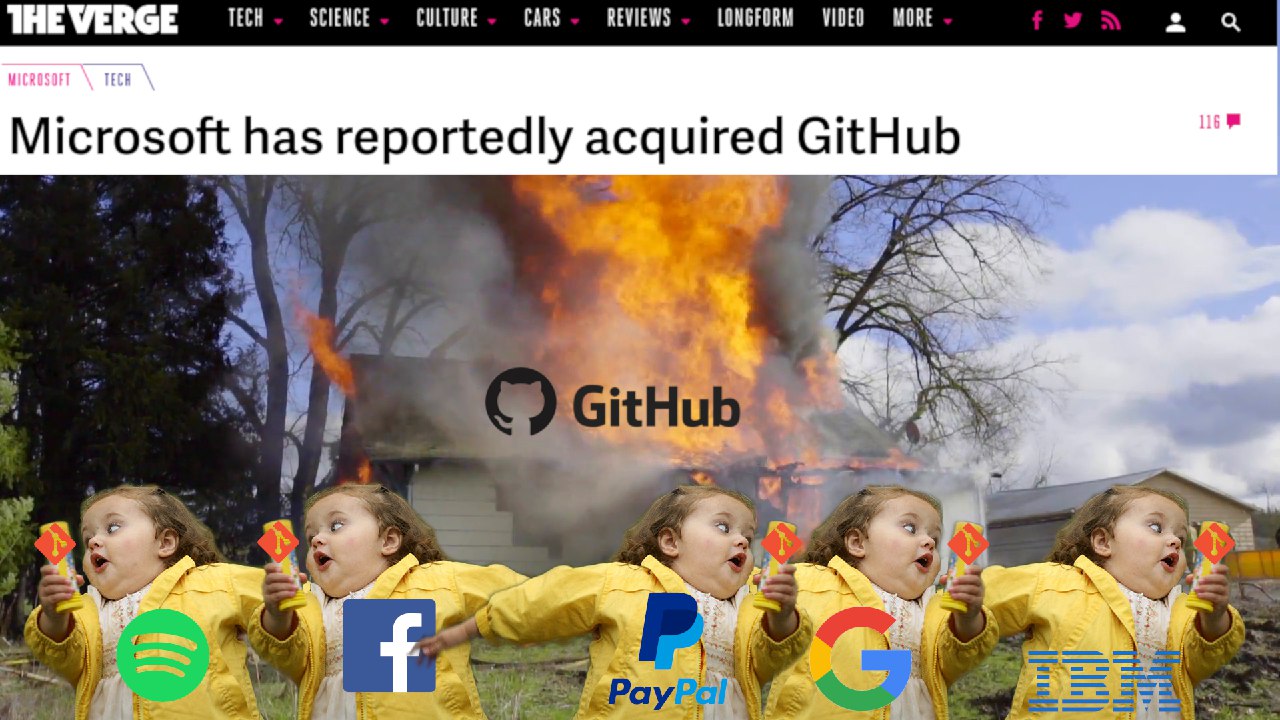 THE VERGE TECH SCIENCE CULTURE CARS REVIEWS LONGFORM VIDEO MORE
MICROSOFT TECH
Microsoft has reportedly acquired GitHub
116
GitHub
PayPal
IBM